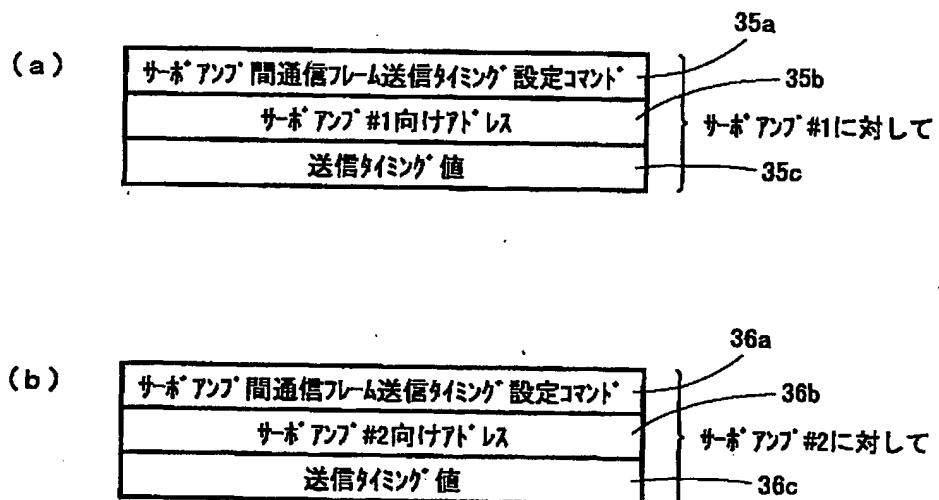 35a
(a)
サーボアンプ間通信フレーム送信タイミング設定コマンド
35b
サーボアンプ#1向けアドレス
サーボアンプ#1に対して
送信タイミング値
35c
36a
(b)
サーボアンプ間通信フレーム送信タイミング設定コマンド
36b
サーボアンプ#2向けアドレス
サーボアンプ#2に対して
送信タイミング値
36c